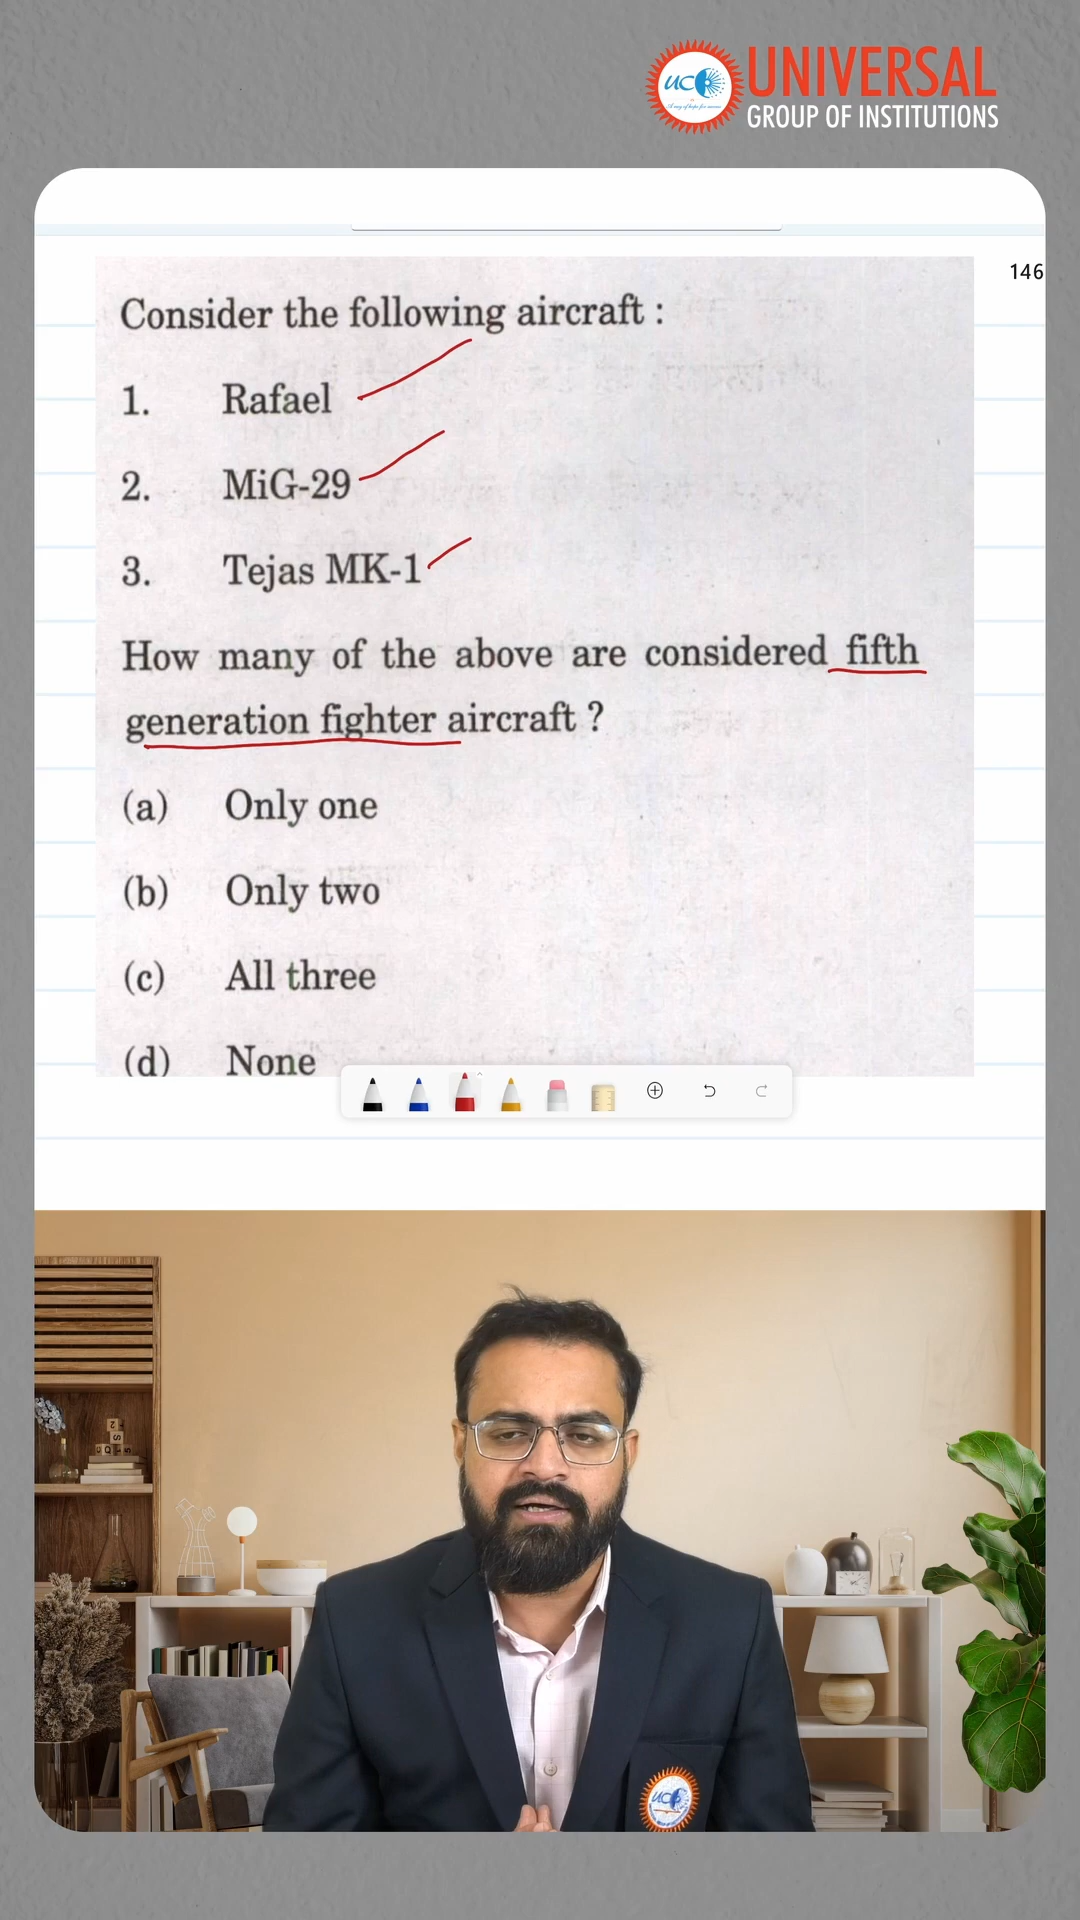 UNIVERSAL
GROUP OF INSTITUTIONS
146
Consider the following aircraft :
1. Rafael
2. MiG-29
3. Tejas MK-1
How many of the above are considered fifth
generation fighter aircraft ?
(a) Only one
(b) Only two
(c) All three
(d) None